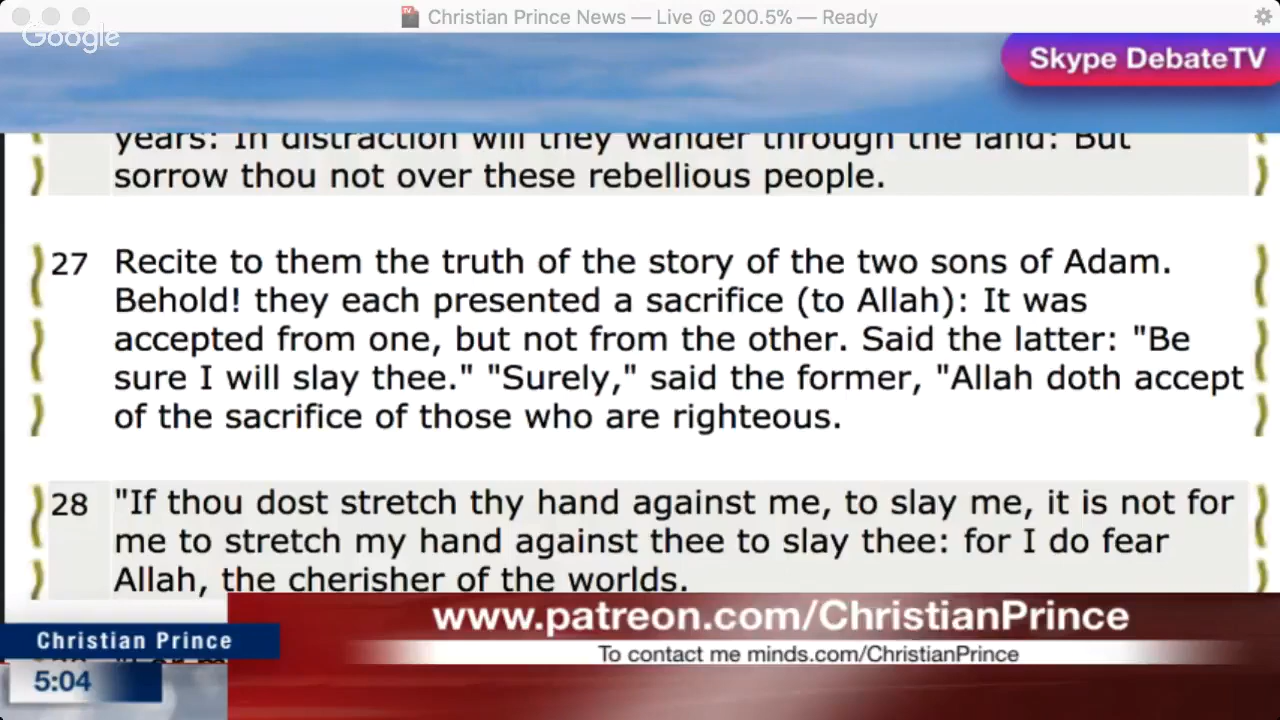 Christian Prince News — Live @ 200.5% — Ready
Google
Skype DebateTV
years: In distraction will they wander through the land: But
sorrow thou not over these rebellious people.
27 Recite to them the truth of the story of the two sons of Adam.
Behold! they each presented a sacrifice (to Allah): It was
accepted from one, but not from the other. Said the latter: "Be
sure I will slay thee." "Surely," said the former, "Allah doth accept
of the sacrifice of those who are righteous.
28 "If thou dost stretch thy hand against me, to slay me, it is not for
me to stretch my hand against thee to slay thee: for I do fear
Allah, the cherisher of the worlds.
www.patreon.com/ChristianPrince
Christian Prince
To contact me minds.com/ChristianPrince
5:04